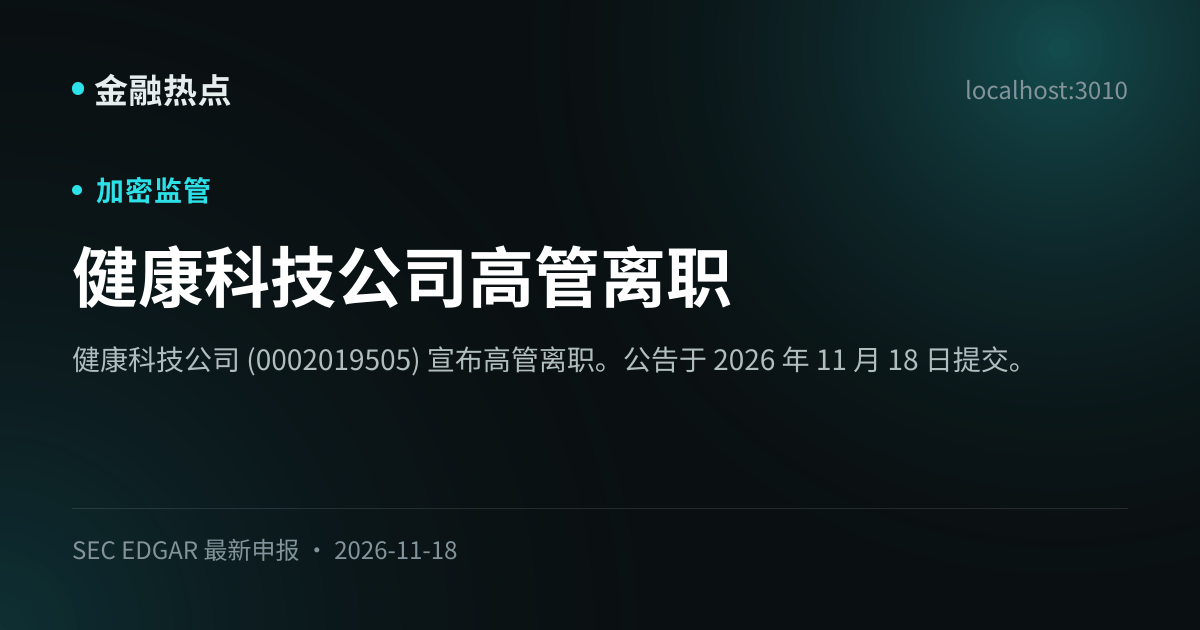 金融热点
localhost:3010
加密监管
健康科技公司高管离职
健康科技公司 (0002019505) 宣布高管离职。公告于 2026 年 11 月 18 日提交。
SEC EDGAR 最新申报 · 2026-11-18